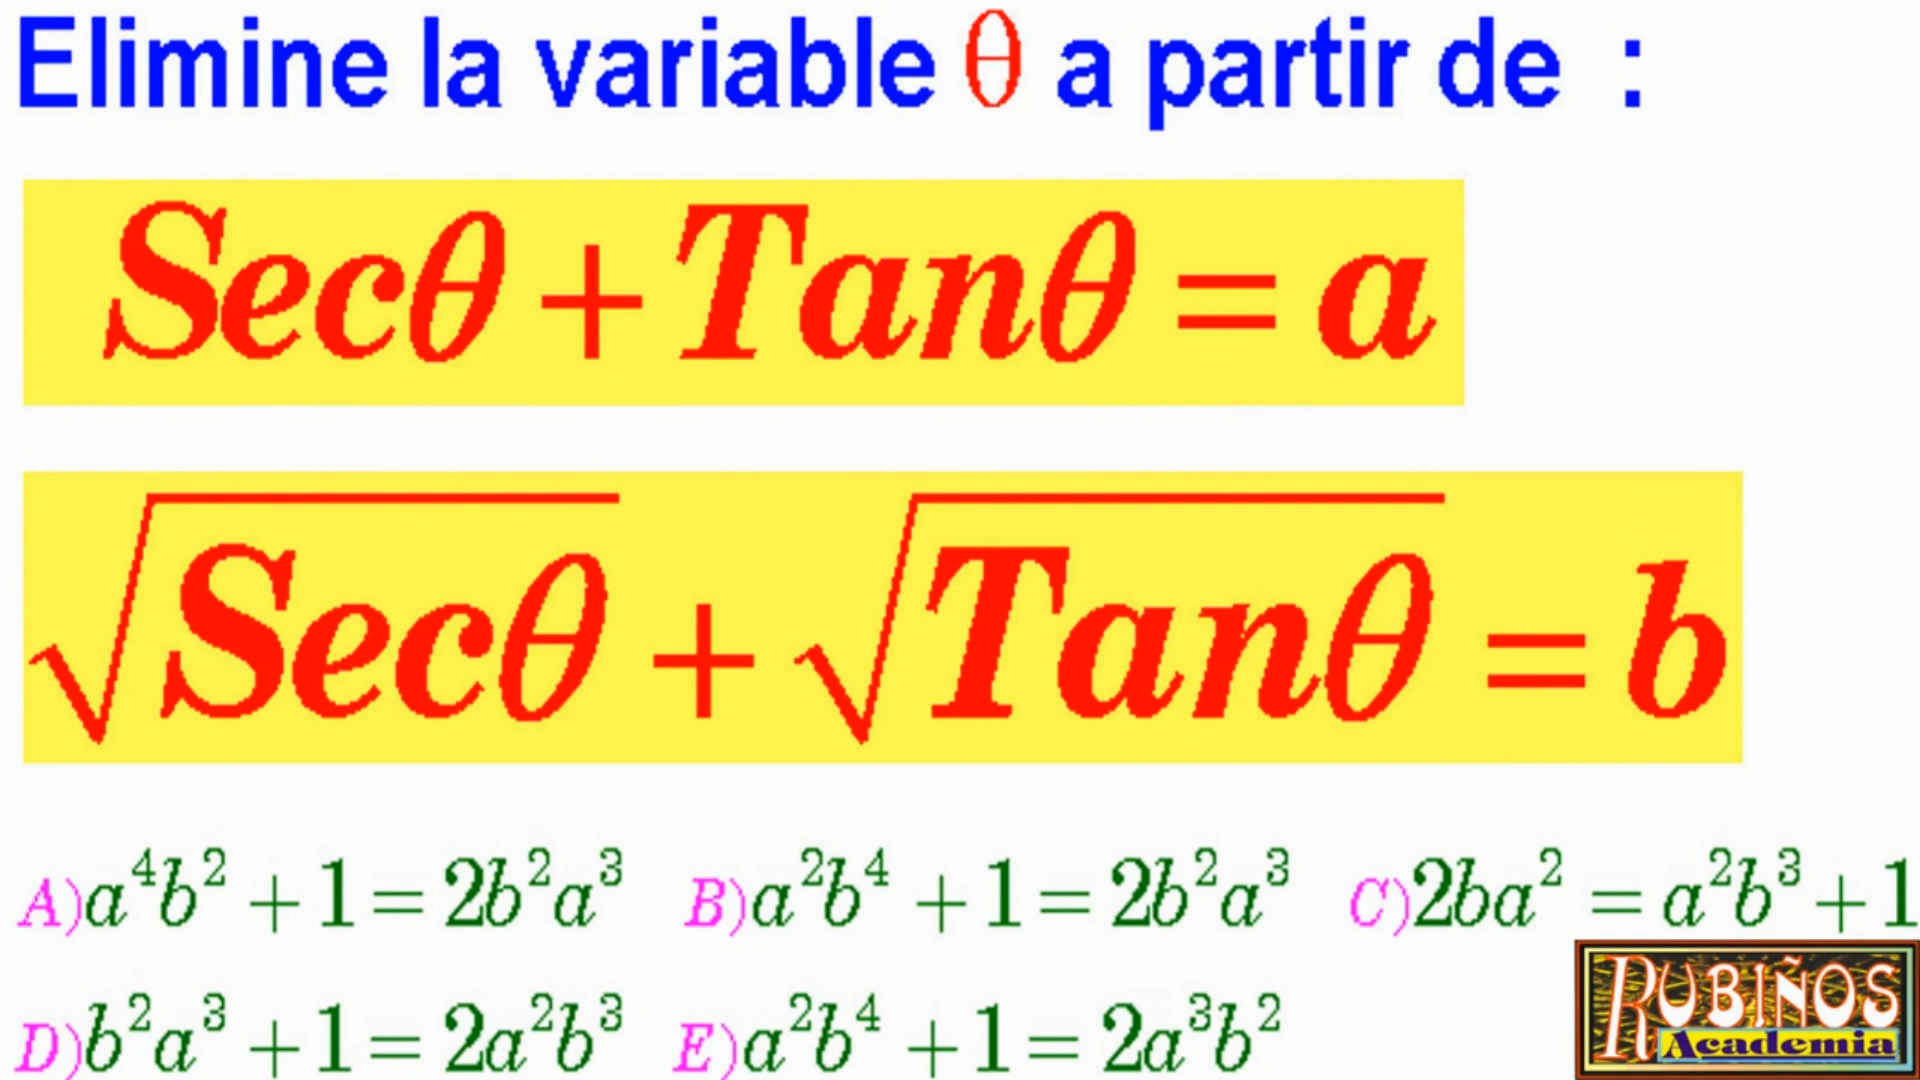 Elimine la variable θ a partir de :
Secθ + Tanθ = a
√Secθ + √Tanθ = b
A) a⁴b² + 1 = 2b²a³ B) a²b⁴ + 1 = 2b²a³ C) 2ba² = a²b³ + 1
D) b²a³ + 1 = 2a²b³ E) a²b⁴ + 1 = 2a³b²
RUBIÑOS
Academia